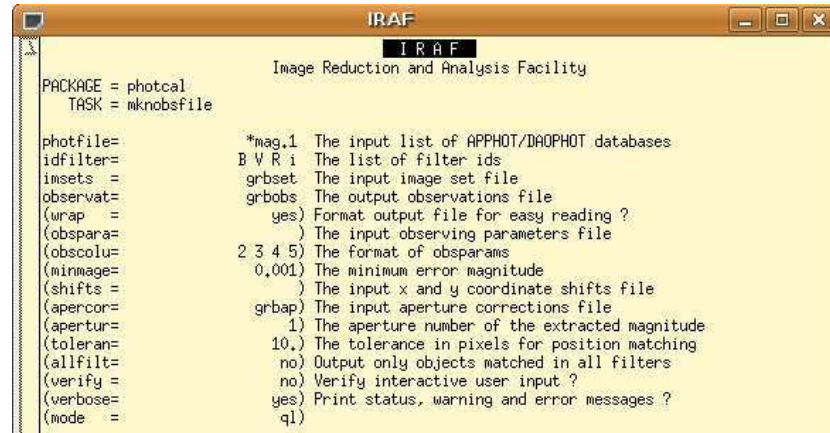 IRAF
I R A F
Image Reduction and Analysis Facility
PACKAGE = photcal
TASK = mknobsfile
photfile= *mag.1 The input list of APPHOT/DAOPHOT databases
idfilter= B V R i The list of filter ids
imsets = grbset The input image set file
observat= grbobs The output observations file
(wrap = yes) Format output file for easy reading ?
(obspara= ) The input observing parameters file
(obscolu= 2 3 4 5) The format of obsparams
(minmage= 0.001) The minimum error magnitude
(shifts = ) The input x and y coordinate shifts file
(apercor= grbap) The input aperture corrections file
(apertur= 1) The aperture number of the extracted magnitude
(toleran= 10.) The tolerance in pixels for position matching
(allfilt= no) Output only objects matched in all filters
(verify = no) Verify interactive user input ?
(verbose= yes) Print status, warning and error messages ?
(mode = ql)